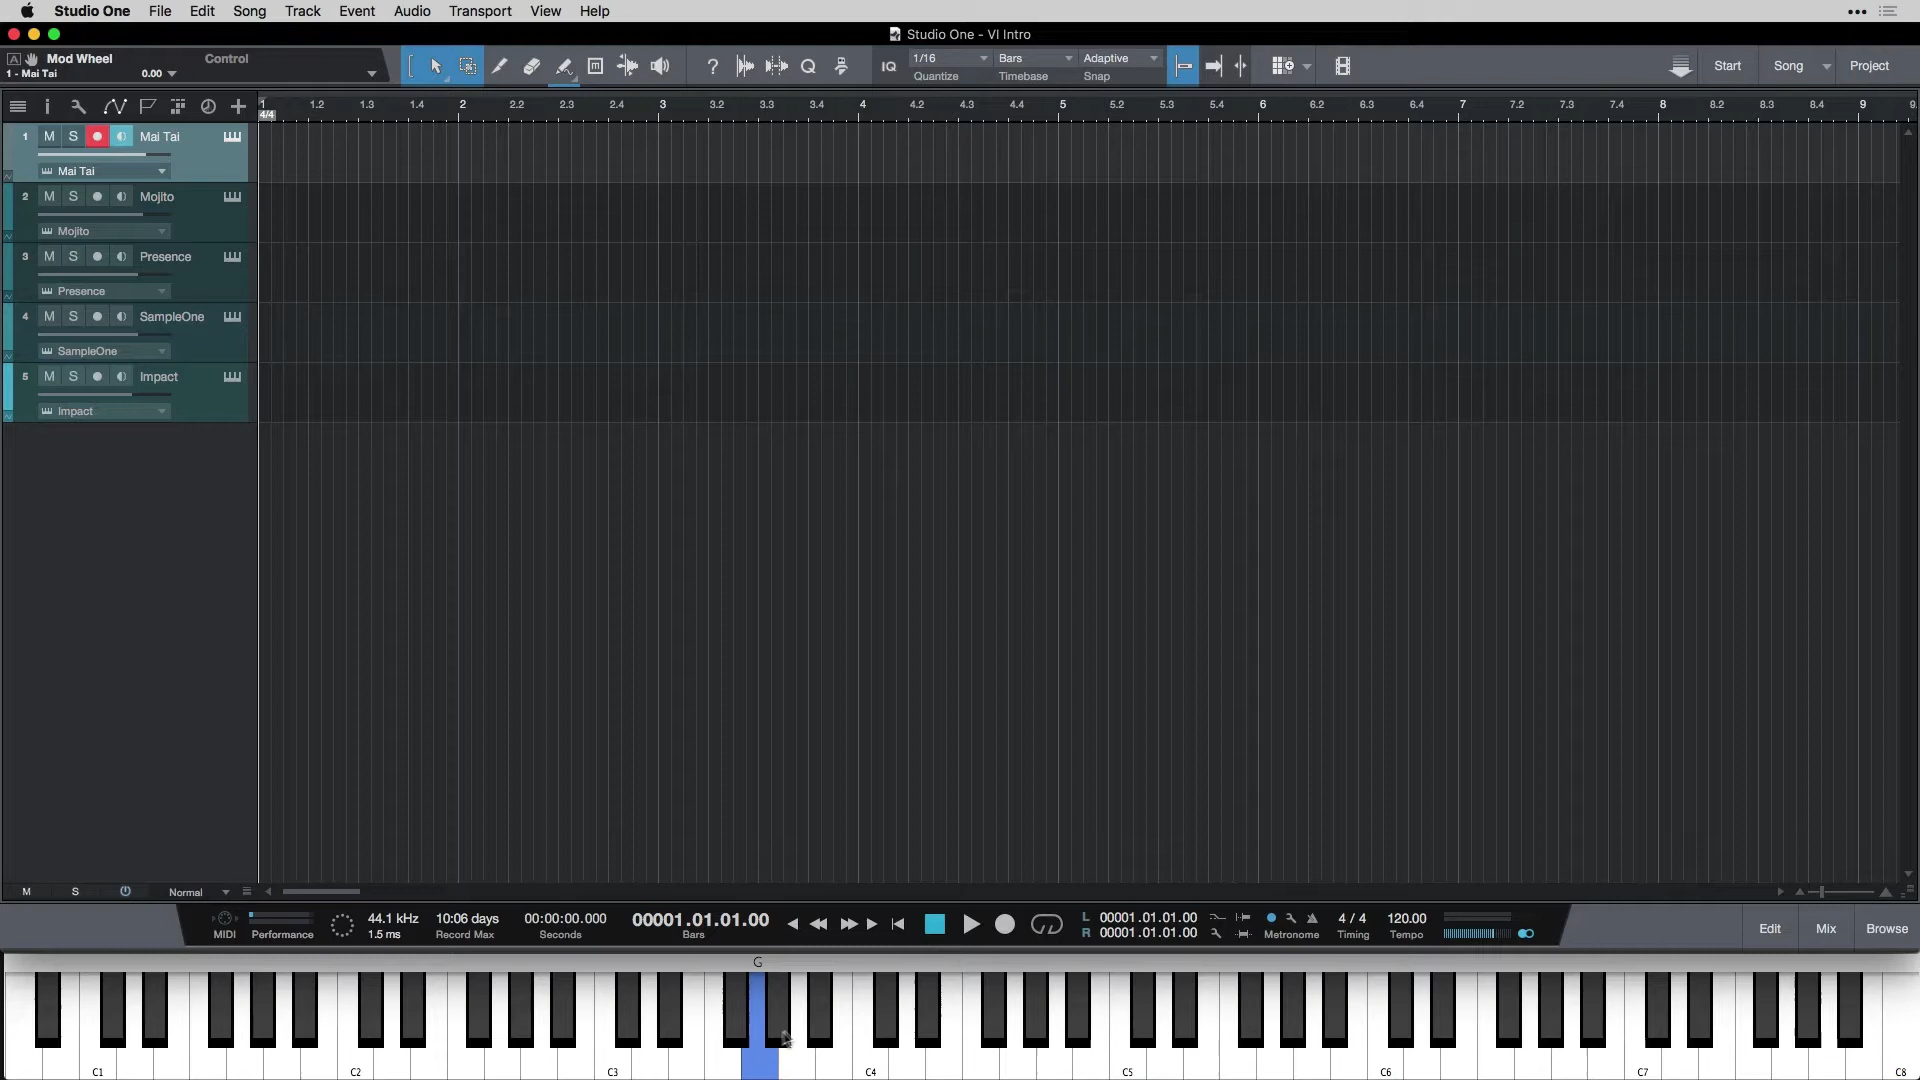 Studio One File Edit Song Track Event Audio Transport View Help
Studio One - VI Intro
A Mod Wheel Control
1 - Mai Tai 0.00
? Q IQ 1/16 Bars Adaptive Start Song Project
Quantize Timebase Snap
1 1.2 1.3 1.4 2 2.2 2.3 2.4 3 3.2 3.3 3.4 4 4.2 4.3 4.4 5 5.2 5.3 5.4 6 6.2 6.3 6.4 7 7.2 7.3 7.4 8 8.2 8.3 8.4 9 9.
4/4
1 M S Mai Tai
Mai Tai
2 M S Mojito
Mojito
3 M S Presence
Presence
4 M S SampleOne
SampleOne
5 M S Impact
Impact
M S Normal
44.1 kHz 10:06 days 00:00:00.000 00001.01.01.00 L 00001.01.01.00 4 / 4 120.00
MIDI Performance 1.5 ms Record Max Seconds Bars R 00001.01.01.00 Metronome Timing Tempo
Edit Mix Browse
G
C1 C2 C3 C4 C5 C6 C7 C8